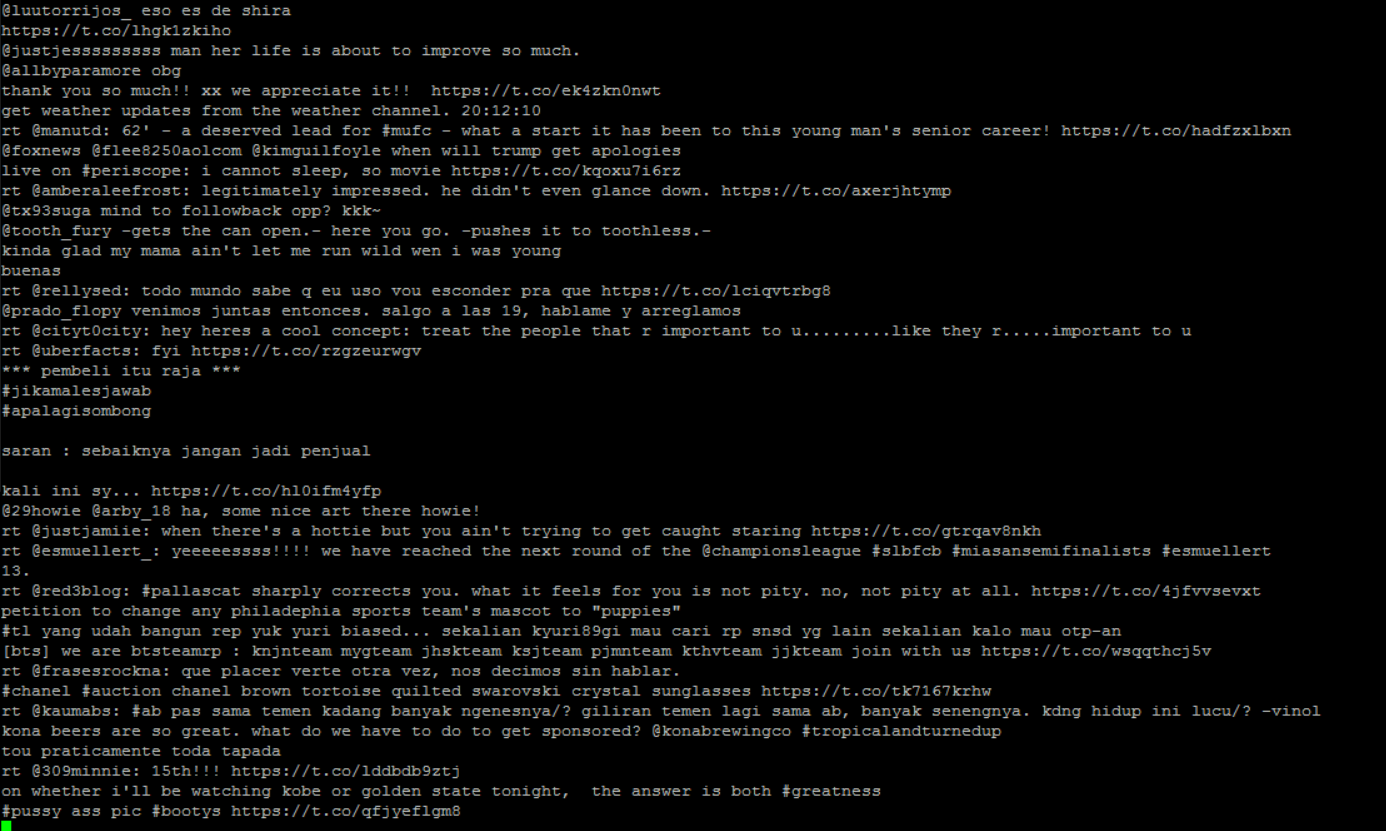 @luutorrijos_ eso es de shira
https://t.co/lhgk1zkiho
@justjesssssssss man her life is about to improve so much.
@allbyparamore obg
thank you so much!! xx we appreciate it!!  https://t.co/ek4zkn0nwt
get weather updates from the weather channel. 20:12:10
rt @manutd: 62' - a deserved lead for #mufc - what a start it has been to this young man's senior career! https://t.co/hadfzxlbxn
@foxnews @flee8250aolcom @kimguilfoyle when will trump get apologies
live on #periscope: i cannot sleep, so movie https://t.co/kqoxu7i6rz
rt @amberaleefrost: legitimately impressed. he didn't even glance down. https://t.co/axerjhtymp
@tx93suga mind to followback opp? kkk~
@tooth_fury -gets the can open.- here you go. -pushes it to toothless.-
kinda glad my mama ain't let me run wild wen i was young
buenas
rt @rellysed: todo mundo sabe q eu uso vou esconder pra que https://t.co/lciqvtrbg8
@prado_flopy venimos juntas entonces. salgo a las 19, hablame y arreglamos
rt @cityt0city: hey heres a cool concept: treat the people that r important to u.........like they r.....important to u
rt @uberfacts: fyi https://t.co/rzgzeurwgv
*** pembeli itu raja ***
#jikamalesjawab
#apalagisombong
saran : sebaiknya jangan jadi penjual
kali ini sy... https://t.co/hl0ifm4yfp
@29howie @arby_18 ha, some nice art there howie!
rt @justjamiie: when there's a hottie but you ain't trying to get caught staring https://t.co/gtrqav8nkh
rt @esmuellert_: yeeeeessss!!!! we have reached the next round of the @championsleague #slbfcb #miasansemifinalists #esmuellert
13.
rt @red3blog: #pallascat sharply corrects you. what it feels for you is not pity. no, not pity at all. https://t.co/4jfvvsevxt
petition to change any philadephia sports team's mascot to "puppies"
#tl yang udah bangun rep yuk yuri biased... sekalian kyuri89gi mau cari rp snsd yg lain sekalian kalo mau otp-an
[bts] we are btsteamrp : knjnteam mygteam jhskteam ksjteam pjmnteam kthvteam jjkteam join with us https://t.co/wsqqthcj5v
rt @frasesrockna: que placer verte otra vez, nos decimos sin hablar.
#chanel #auction chanel brown tortoise quilted swarovski crystal sunglasses https://t.co/tk7167krhw
rt @kaumabs: #ab pas sama temen kadang banyak ngenesnya/? giliran temen lagi sama ab, banyak senengnya. kdng hidup ini lucu/? -vinol
kona beers are so great. what do we have to do to get sponsored? @konabrewingco #tropicalandturnedup
tou praticamente toda tapada
rt @309minnie: 15th!!! https://t.co/lddbdb9ztj
on whether i'll be watching kobe or golden state tonight,  the answer is both #greatness
#pussy ass pic #bootys https://t.co/qfjyeflgm8